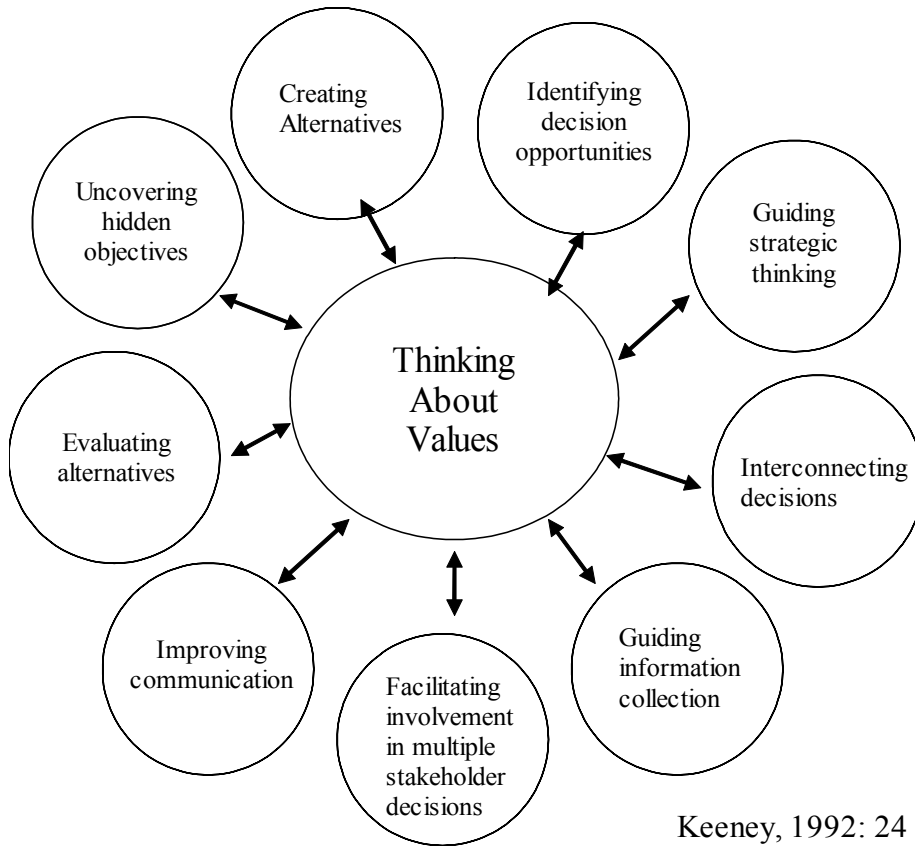 Creating
Alternatives
Identifying
decision
opportunities
Uncovering
hidden
objectives
Guiding
strategic
thinking
Thinking
About
Values
Evaluating
alternatives
Interconnecting
decisions
Improving
communication
Facilitating
involvement
in multiple
stakeholder
decisions
Guiding
information
collection
Keeney, 1992: 24